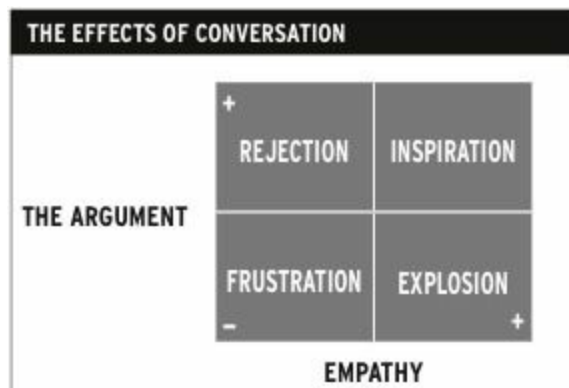 THE EFFECTS OF CONVERSATION
+
REJECTION INSPIRATION
THE ARGUMENT
FRUSTRATION EXPLOSION
– +
EMPATHY